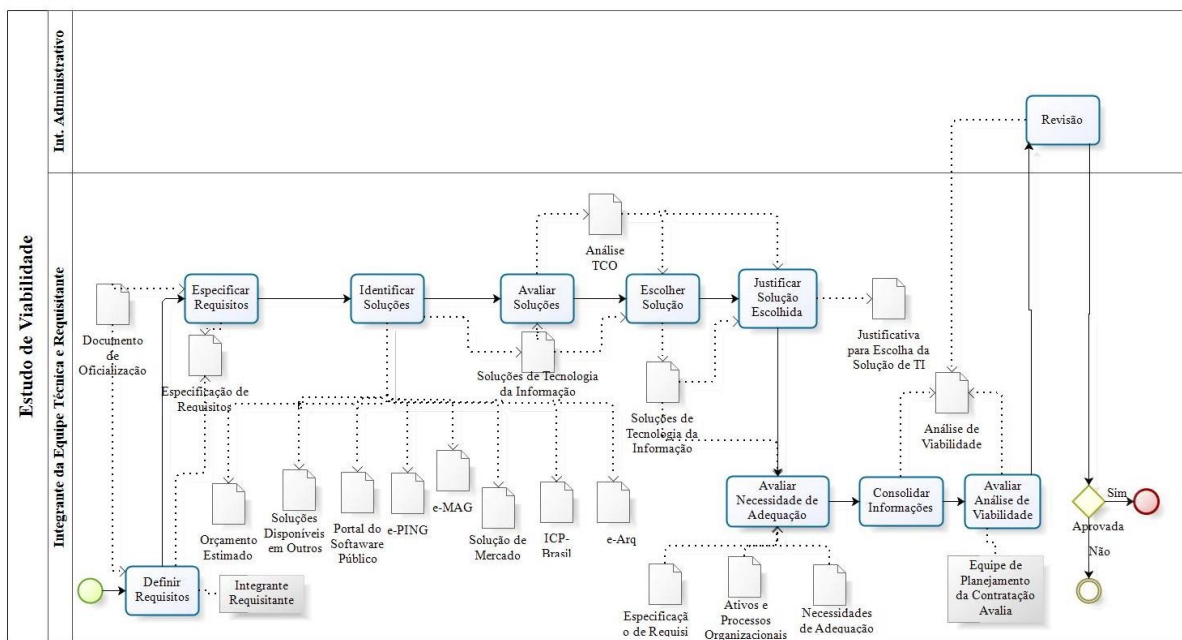 Estudo de Viabilidade
Int. Administrativo
Integrante da Equipe Técnica e Requisitante
Revisão
Análise
TCO
Especificar
Requisitos
Identificar
Soluções
Avaliar
Soluções
Escolher
Solução
Justificar
Solução
Escolhida
Documento
de
Oficialização
Especificação de
Requisitos
Soluções de Tecnologia
da Informação
Soluções de
Tecnologia da
Informação
Justificativa
para Escolha da
Solução de TI
Análise de
Viabilidade
Orçamento
Estimado
Soluções
Disponíveis
em Outros
Portal do
Softaware
Público
e-PING
e-MAG
Solução de
Mercado
ICP-
Brasil
e-Arq
Avaliar
Necessidade de
Adequação
Consolidar
Informações
Avaliar
Análise de
Viabilidade
Sim
Aprovada
Não
Definir
Requisitos
Integrante
Requisitante
Especificaçã
o de Requisi
Ativos e
Processos
Organizacionais
Necessidades
de Adequação
Equipe de
Planejamento
da Contratação
Avalia